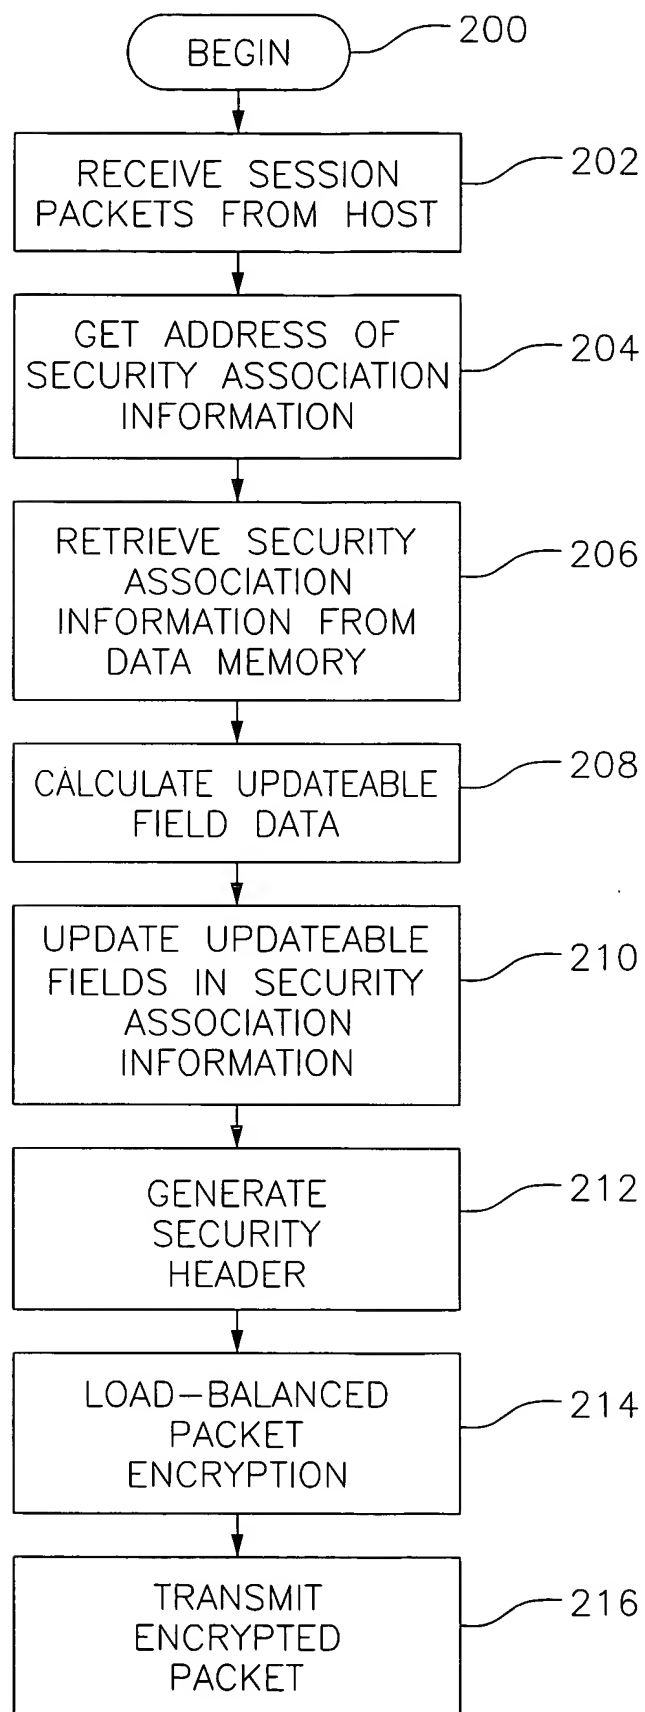 BEGIN
200
RECEIVE SESSION
PACKETS FROM HOST
202
GET ADDRESS OF
SECURITY ASSOCIATION
INFORMATION
204
RETRIEVE SECURITY
ASSOCIATION
INFORMATION FROM
DATA MEMORY
206
CALCULATE UPDATEABLE
FIELD DATA
208
UPDATE UPDATEABLE
FIELDS IN SECURITY
ASSOCIATION
INFORMATION
210
GENERATE
SECURITY
HEADER
212
LOAD-BALANCED
PACKET
ENCRYPTION
214
TRANSMIT
ENCRYPTED
PACKET
216